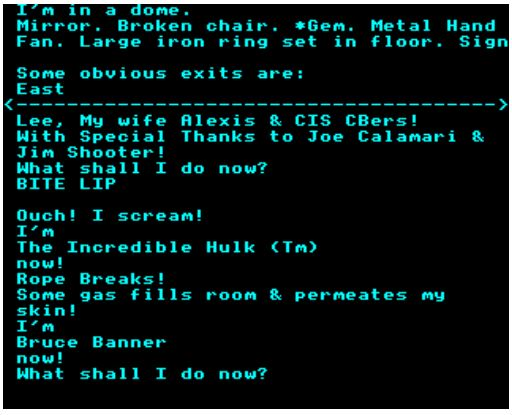 I'm in a dome.
Mirror. Broken chair. *Gem. Metal Hand
Fan. Large iron ring set in floor. Sign
Some obvious exits are:
East
<-------------------------------------->
Lee, My wife Alexis & CIS CBers!
With Special Thanks to Joe Calamari &
Jim Shooter!
What shall I do now?
BITE LIP
Ouch! I scream!
I'm
The Incredible Hulk (Tm)
now!
Rope Breaks!
Some gas fills room & permeates my
skin!
I'm
Bruce Banner
now!
What shall I do now?